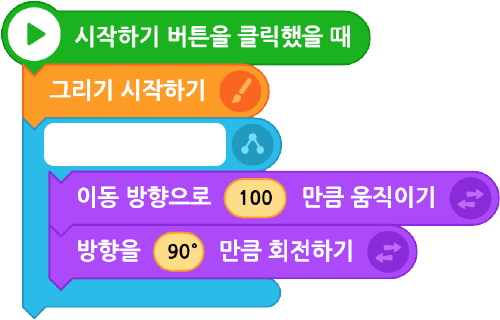 시작하기 버튼을 클릭했을 때
그리기 시작하기
이동 방향으로 100 만큼 움직이기
방향을 90° 만큼 회전하기